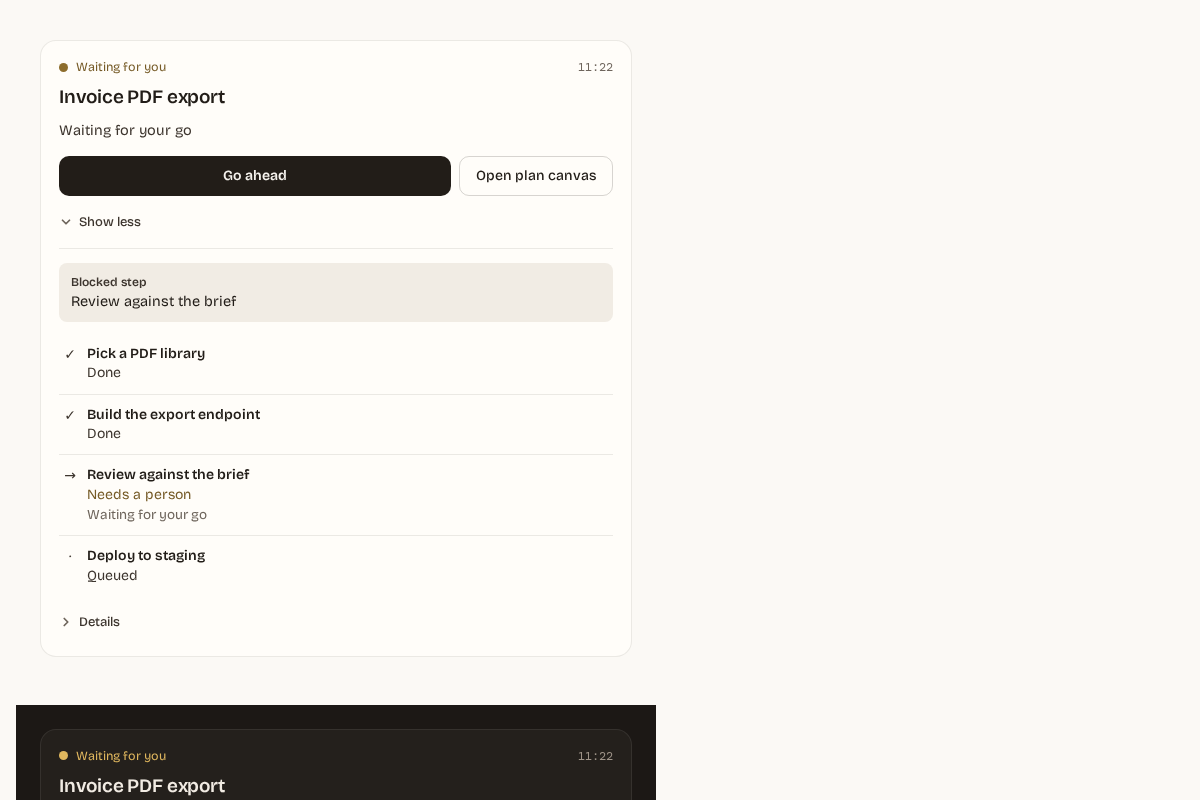 Waiting for you 11:22
Invoice PDF export
Waiting for your go
Go ahead Open plan canvas
Show less
Blocked step
Review against the brief
✓ Pick a PDF library
Done
✓ Build the export endpoint
Done
→ Review against the brief
Needs a person
Waiting for your go
· Deploy to staging
Queued
Details
Waiting for you 11:22
Invoice PDF export